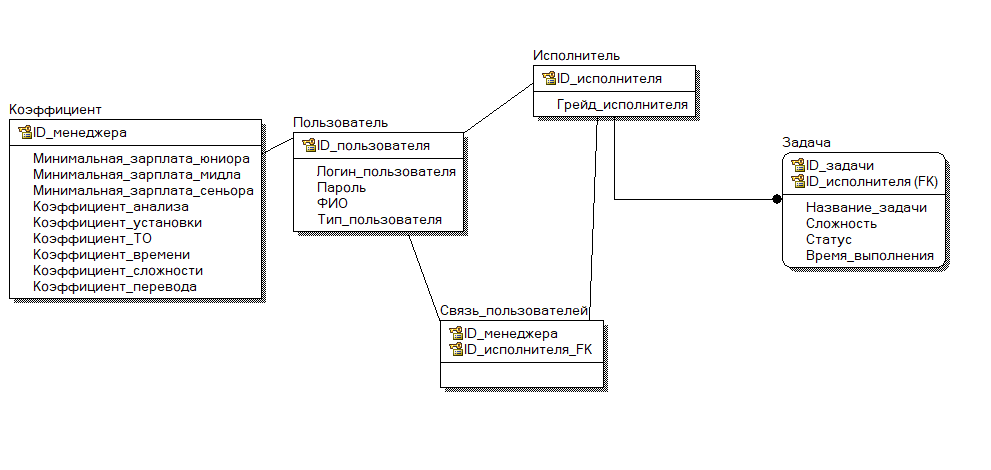 Коэффициент
ID_менеджера
Минимальная_зарплата_юниора
Минимальная_зарплата_мидла
Минимальная_зарплата_сеньора
Коэффициент_анализа
Коэффициент_установки
Коэффициент_ТО
Коэффициент_времени
Коэффициент_сложности
Коэффициент_перевода
Пользователь
ID_пользователя
Логин_пользователя
Пароль
ФИО
Тип_пользователя
Исполнитель
ID_исполнителя
Грейд_исполнителя
Связь_пользователей
ID_менеджера
ID_исполнителя_FK
Задача
ID_задачи
ID_исполнителя (FK)
Название_задачи
Сложность
Статус
Время_выполнения